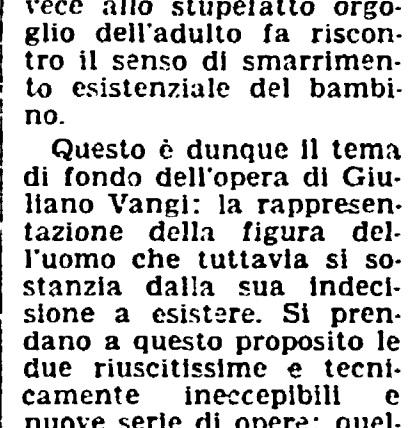 vece allo stupefatto orgo-
glio dell'adulto fa riscon-
tro il senso di smarrimen-
to esistenziale del bambi-
no.
Questo è dunque il tema
di fondo dell'opera di Giu-
liano Vangi: la rappresen-
tazione della figura del-
l'uomo che tuttavia si so-
stanzia dalla sua indeci-
sione a esistere. Si pren-
dano a questo proposito le
due riuscitissime e tecni-
camente ineccepibili e
nuove serie di opere: quel-